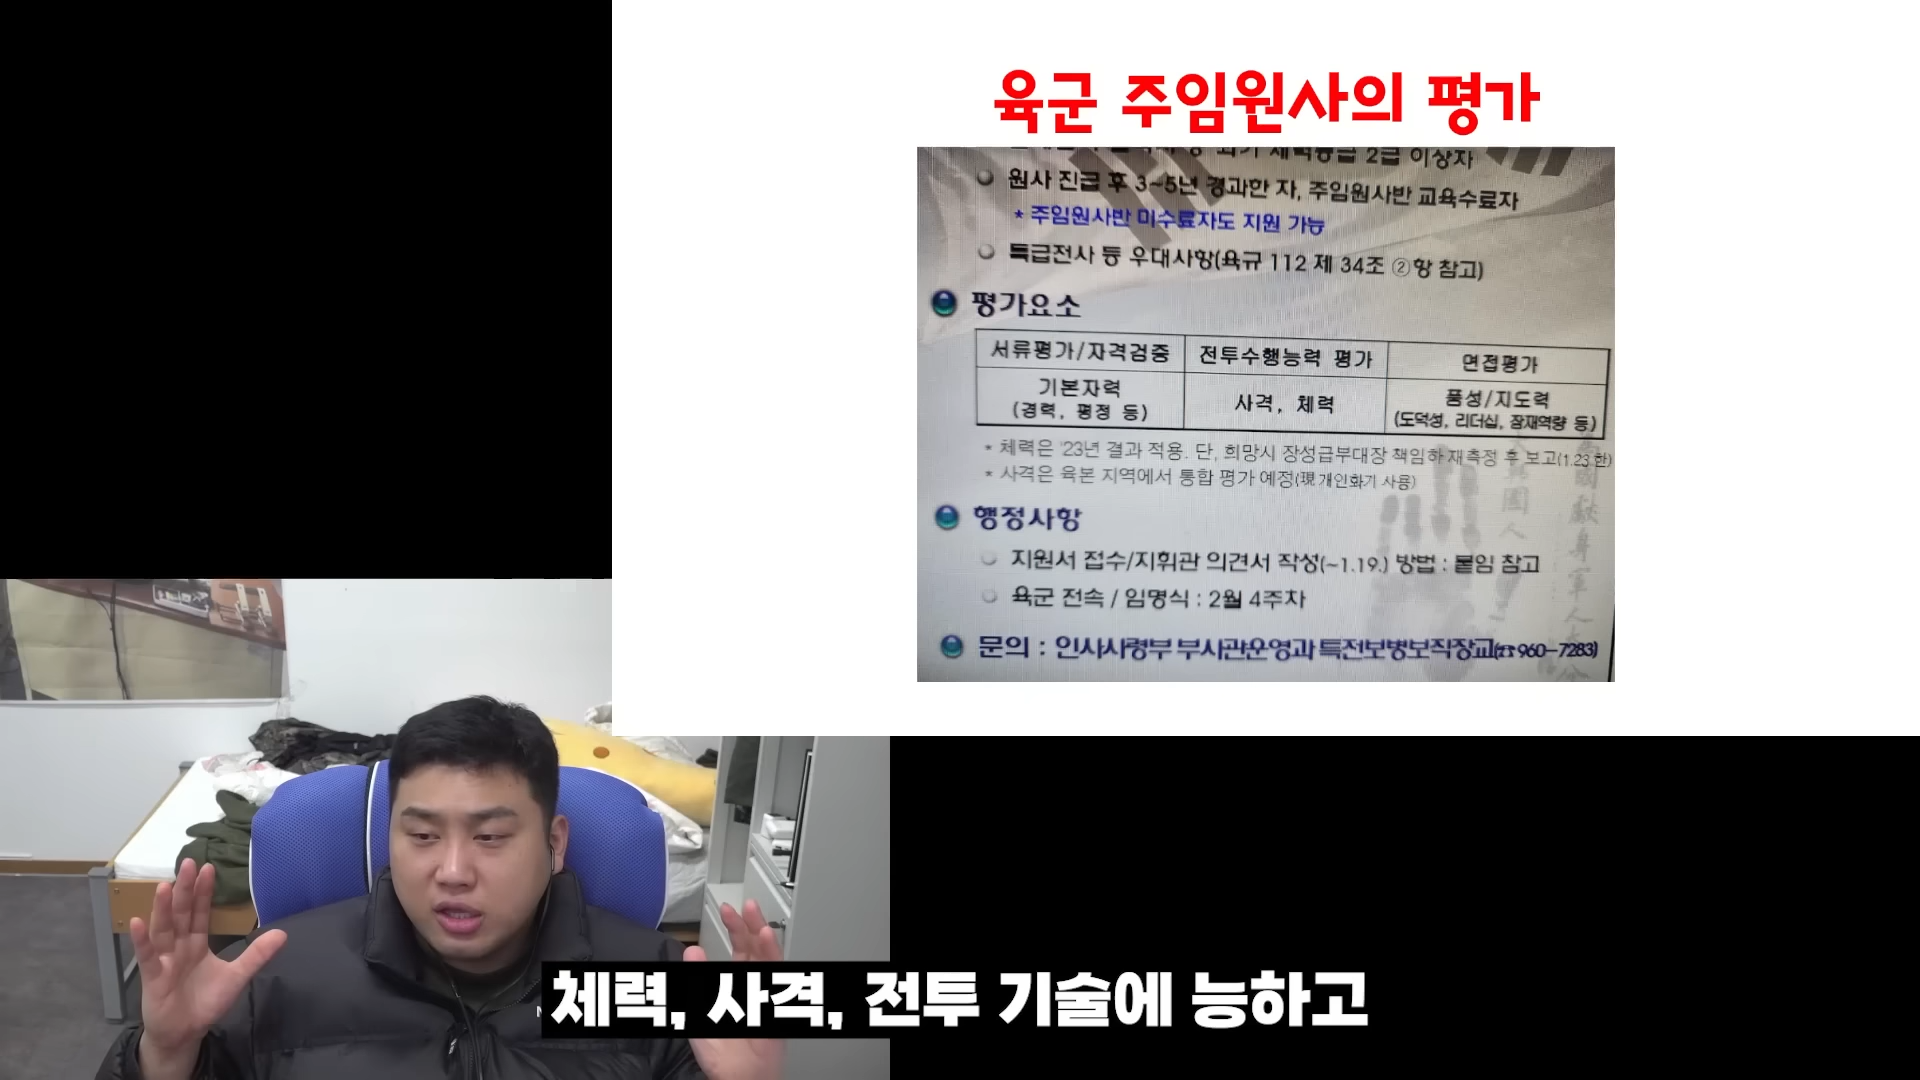 육군 주임원사의 평가
체력등급 2급 이상자
원사 진급 후 3~5년 경과한 자, 주임원사반 교육수료자
* 주임원사반 미수료자도 지원 가능
특급전사 등 우대사항(육규 112 제 34조 ②항 참고)
평가요소
서류평가/자격검증 전투수행능력 평가 면접평가
기본자력 사격, 체력 품성/지도력
(경력, 평정 등) (도덕성, 리더십, 잠재역량 등)
* 체력은 '23년 결과 적용. 단, 희망시 장성급부대장 책임하 재측정 후 보고(1.23.한)
* 사격은 육본 지역에서 통합 평가 예정(現 개인화기 사용)
행정사항
지원서 접수/지휘관 의견서 작성(~1.19.) 방법 : 붙임 참고
육군 전속 / 임명식 : 2월 4주차
문의 : 인사사령부 부사관운영과 특전보병보직장교(☎960-7283)
체력, 사격, 전투 기술에 능하고